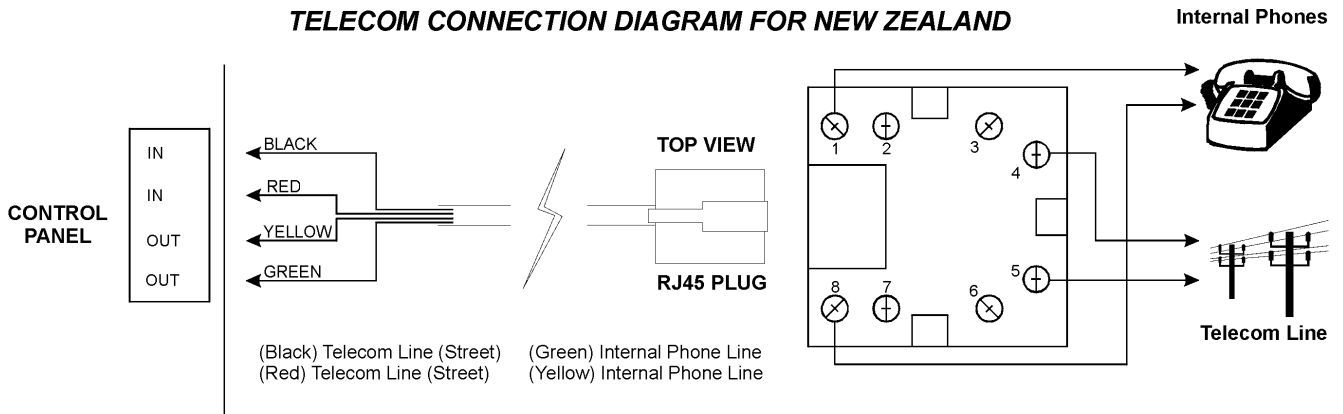 TELECOM CONNECTION DIAGRAM FOR NEW ZEALAND
Internal Phones
CONTROL
PANEL
IN
IN
OUT
OUT
BLACK
RED
YELLOW
GREEN
TOP VIEW
RJ45 PLUG
1
2
3
4
5
6
7
8
Telecom Line
(Black) Telecom Line (Street)
(Red) Telecom Line (Street)
(Green) Internal Phone Line
(Yellow) Internal Phone Line